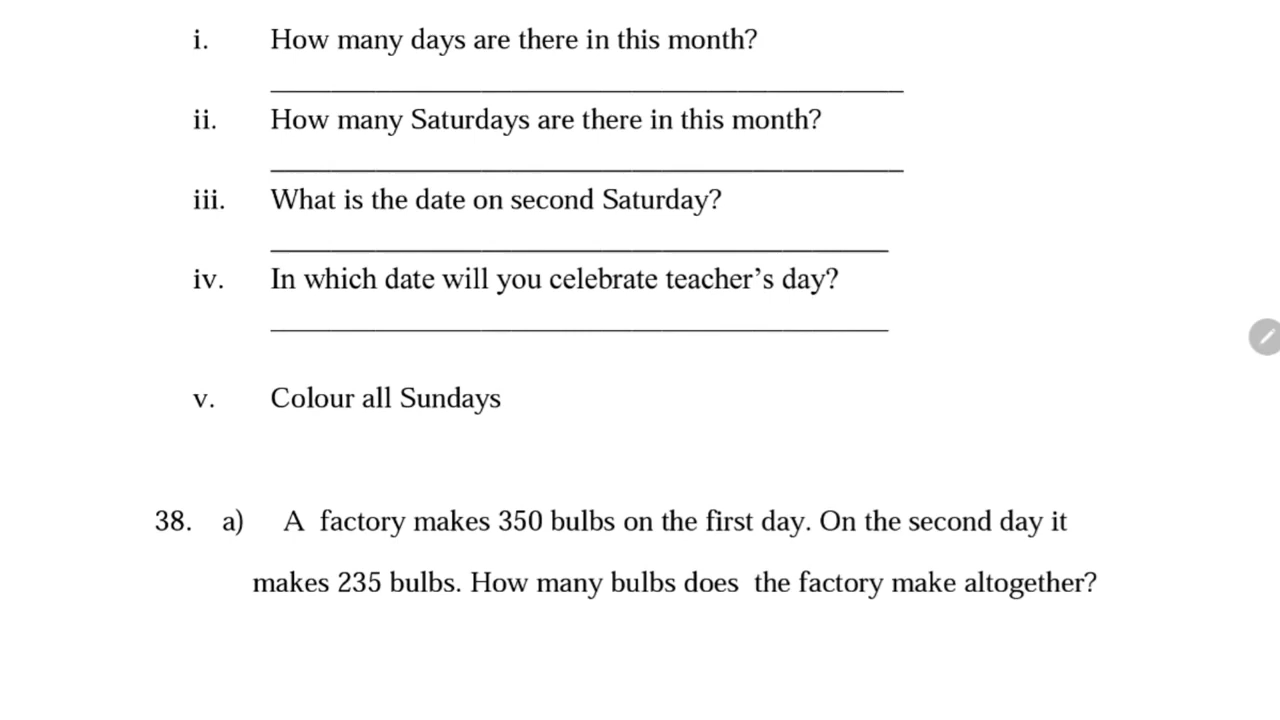 i. How many days are there in this month?
ii. How many Saturdays are there in this month?
iii. What is the date on second Saturday?
iv. In which date will you celebrate teacher’s day?
v. Colour all Sundays
38. a) A factory makes 350 bulbs on the first day. On the second day it
makes 235 bulbs. How many bulbs does the factory make altogether?